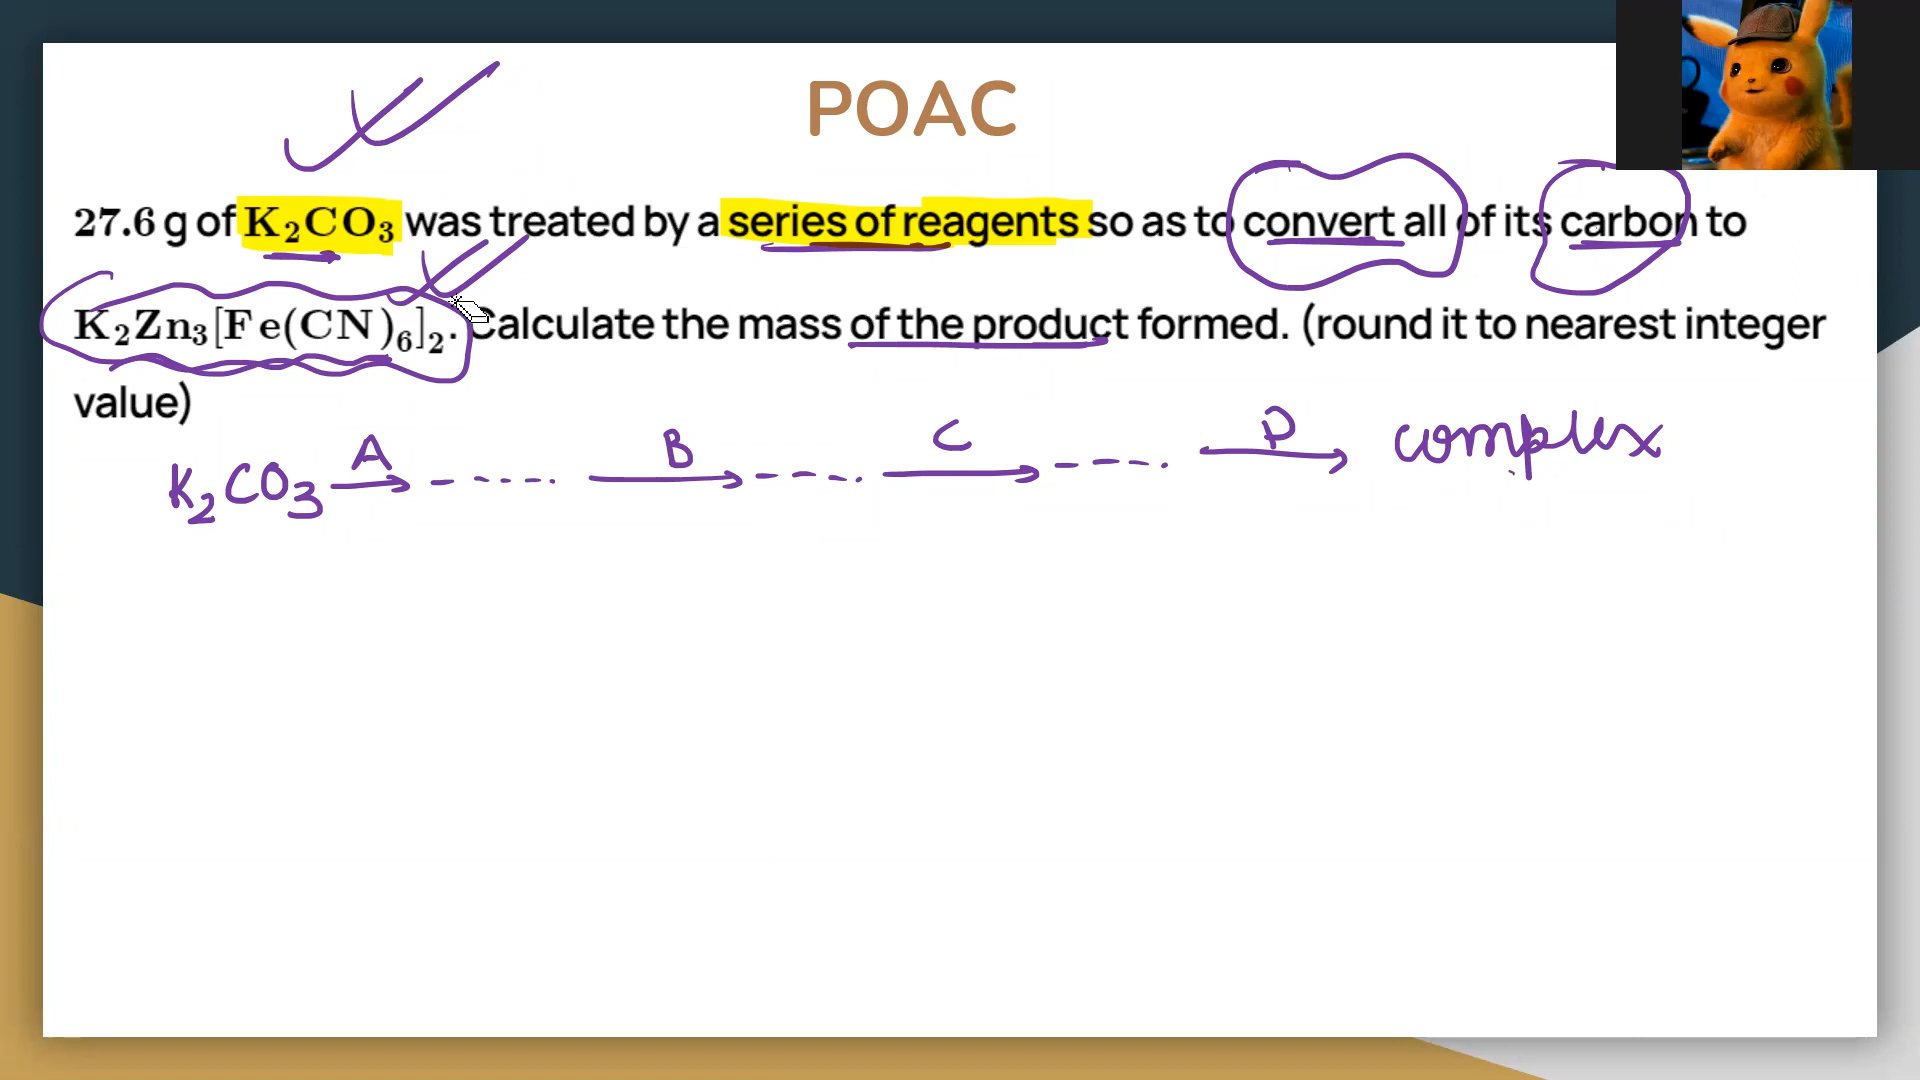 POAC
27.6 g of K₂CO₃ was treated by a series of reagents so as to convert all of its carbon to
K₂Zn₃[Fe(CN)₆]₂. Calculate the mass of the product formed. (round it to nearest integer
value)
K₂CO₃ A→ ----- B→ ----- C→ ----- D→ complex